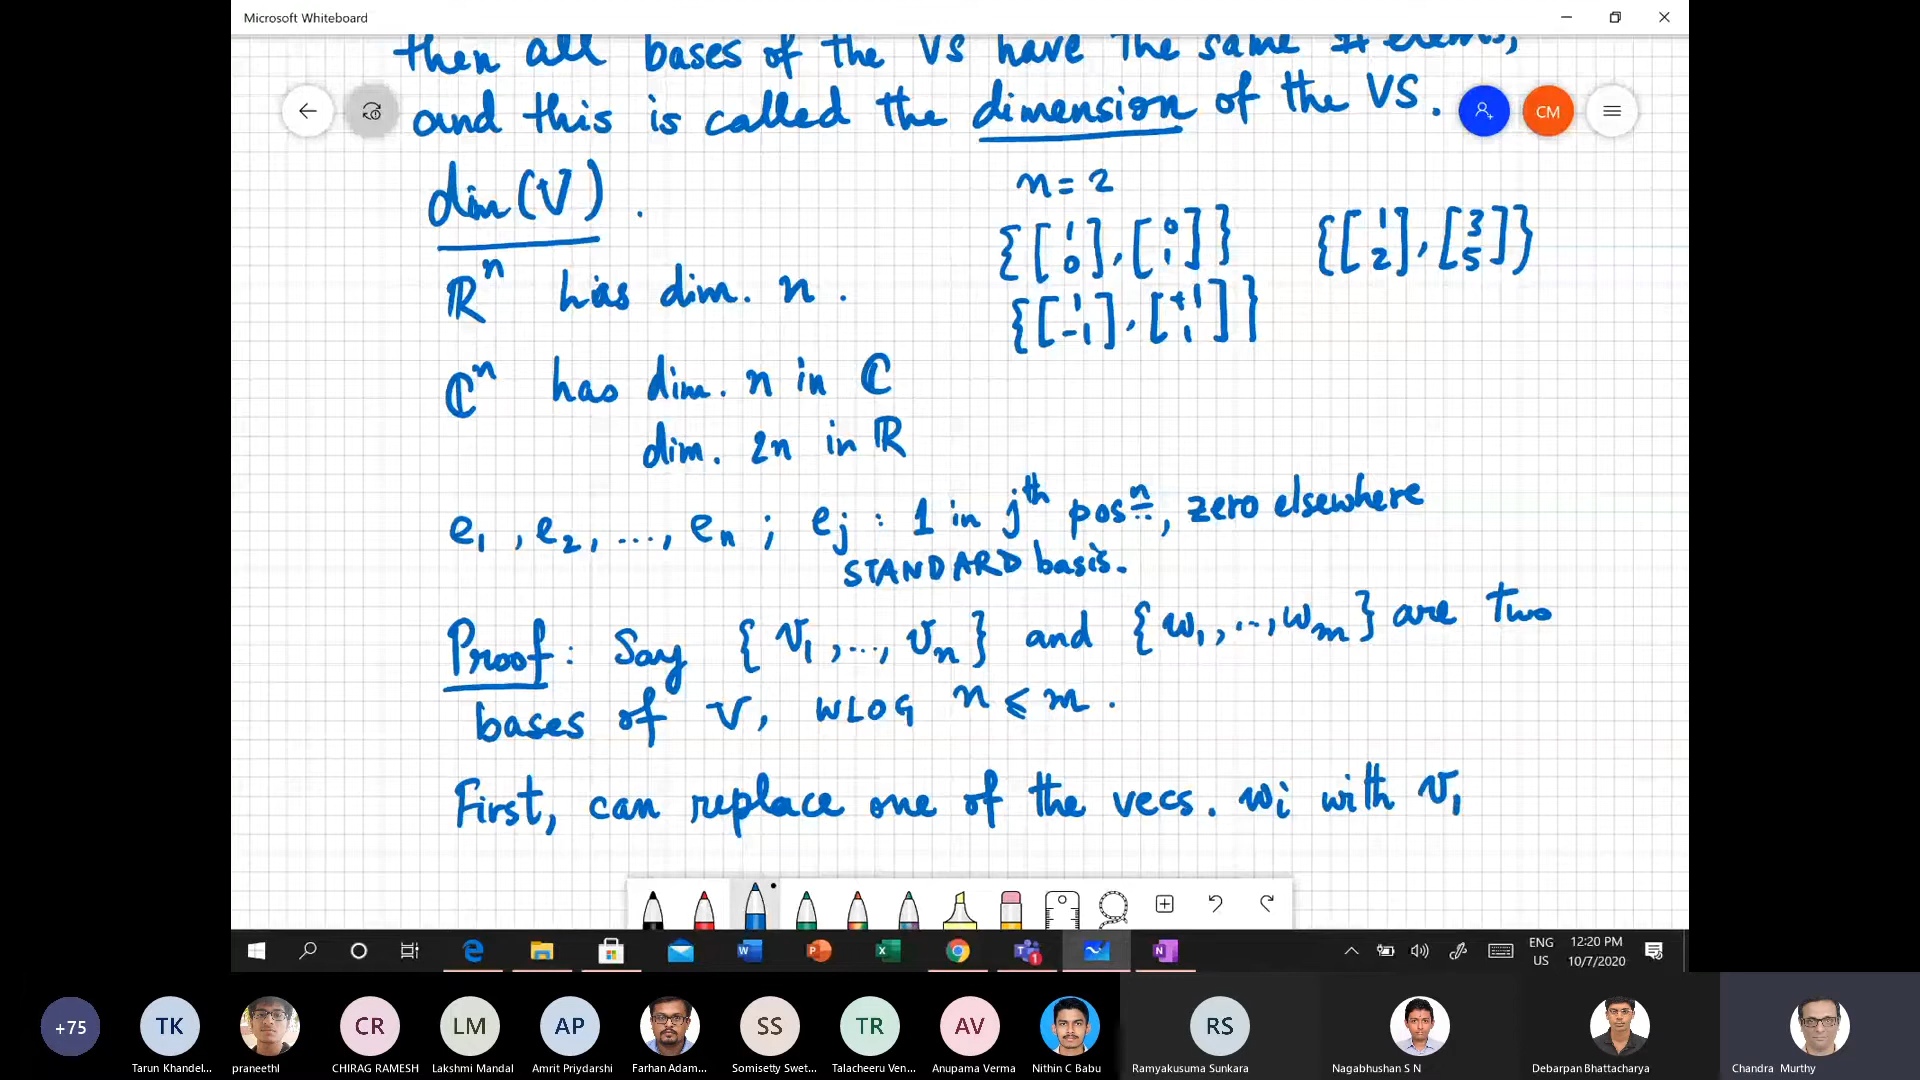 Microsoft Whiteboard
then all bases of the VS have the same # elems,
and this is called the dimension of the VS.
CM
dim(V).
n = 2
{[1 0], [0 1]} {[1 2], [3 5]}
ℝⁿ has dim. n.
{[1 -1], [+1 1]}
ℂⁿ has dim. n in ℂ
dim. 2n in ℝ
e₁, e₂, ..., eₙ ; eⱼ : 1 in jᵗʰ posⁿ, zero elsewhere
STANDARD basis.
Proof: Say {v₁, ..., vₙ} and {w₁, .., wₘ} are two
bases of V, WLOG n ≤ m.
First, can replace one of the vecs. wᵢ with v₁
ENG 12:20 PM
US 10/7/2020
+75 TK CR LM AP SS TR AV RS
Tarun Khandel... praneethI CHIRAG RAMESH Lakshmi Mandal Amrit Priydarshi Farhan Adam... Somisetty Swet... Talacheeru Ven... Anupama Verma Nithin C Babu Ramyakusuma Sunkara Nagabhushan S N Debarpan Bhattacharya Chandra Murthy